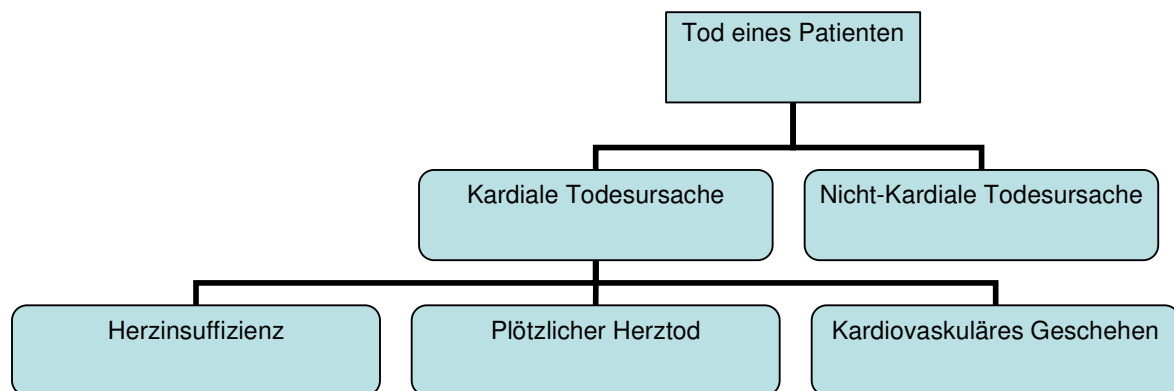 Tod eines Patienten
Kardiale Todesursache
Nicht-Kardiale Todesursache
Herzinsuffizienz
Plötzlicher Herztod
Kardiovaskuläres Geschehen